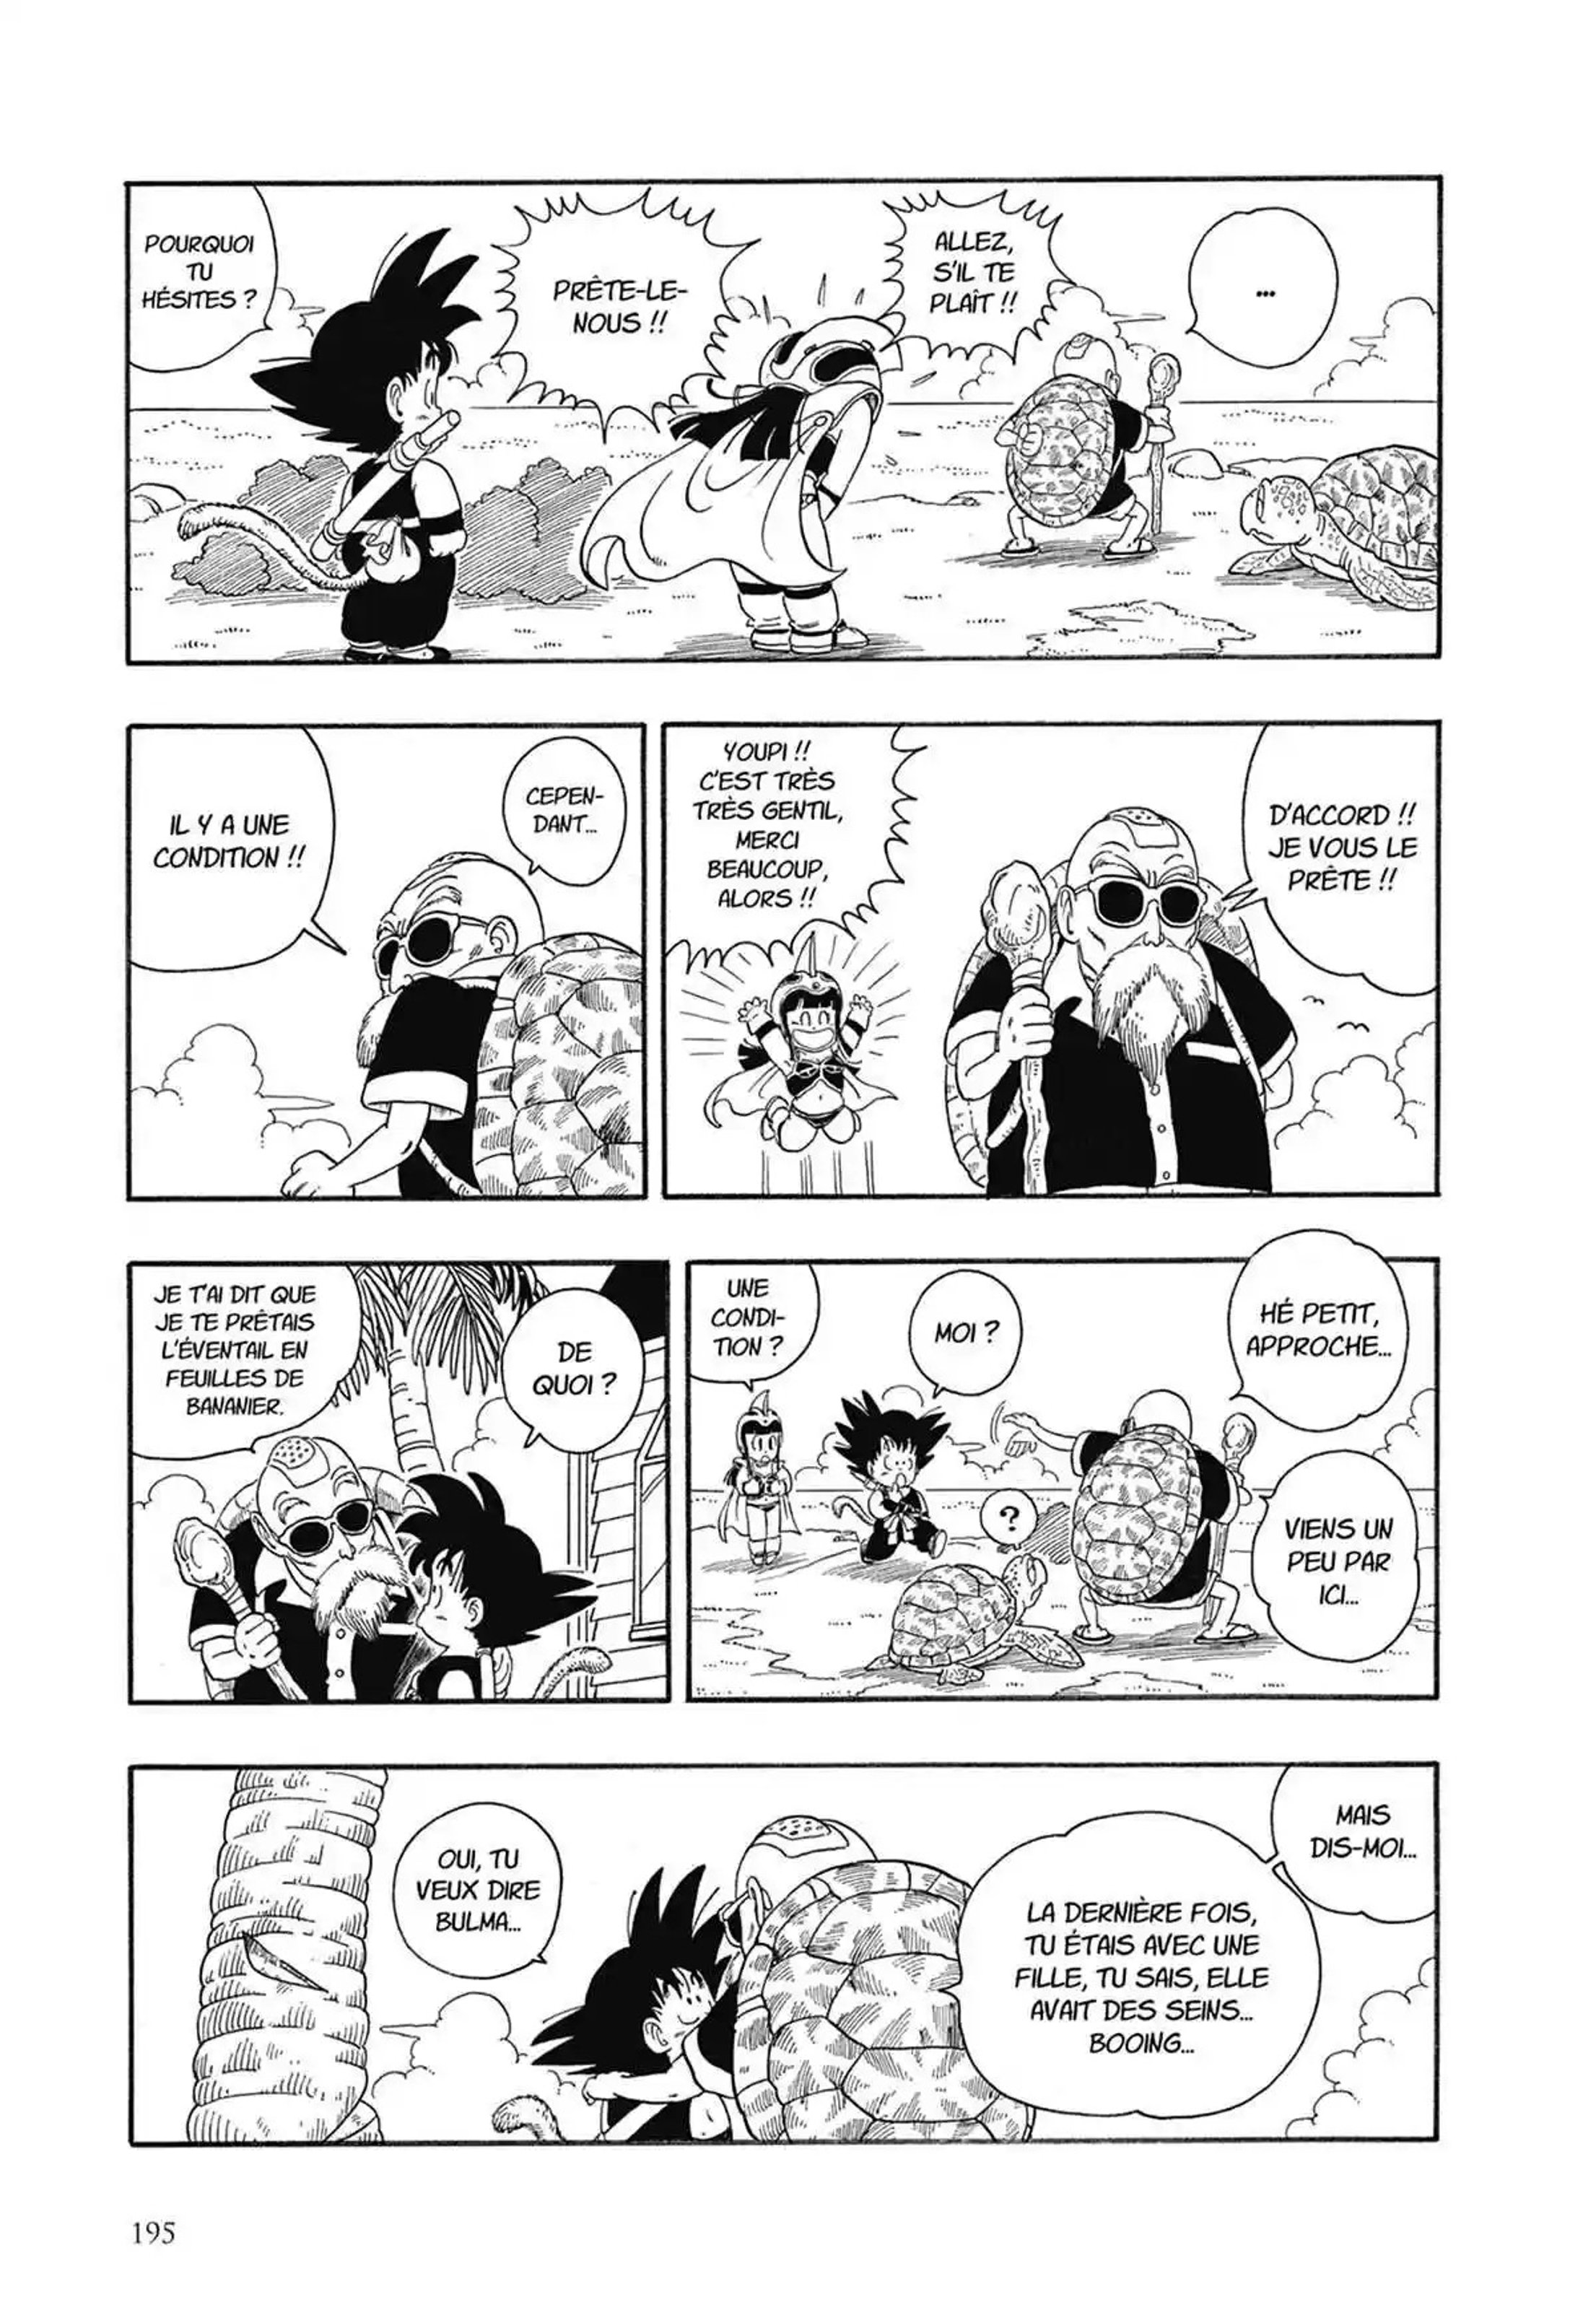 ...
ALLEZ,
S'IL TE
PLAÎT !!
PRÊTE-LE-
NOUS !!
POURQUOI
TU
HÉSITES ?
D'ACCORD !!
JE VOUS LE
PRÊTE !!
YOUPI !!
C'EST TRÈS
TRÈS GENTIL,
MERCI
BEAUCOUP,
ALORS !!
CEPEN-
DANT...
IL Y A UNE
CONDITION !!
HÉ PETIT,
APPROCHE...
VIENS UN
PEU PAR
ICI...
MOI ?
?
UNE
CONDI-
TION ?
DE
QUOI ?
JE T'AI DIT QUE
JE TE PRÊTAIS
L'ÉVENTAIL EN
FEUILLES DE
BANANIER.
MAIS
DIS-MOI...
LA DERNIÈRE FOIS,
TU ÉTAIS AVEC UNE
FILLE, TU SAIS, ELLE
AVAIT DES SEINS...
BOOING...
OUI, TU
VEUX DIRE
BULMA...
195